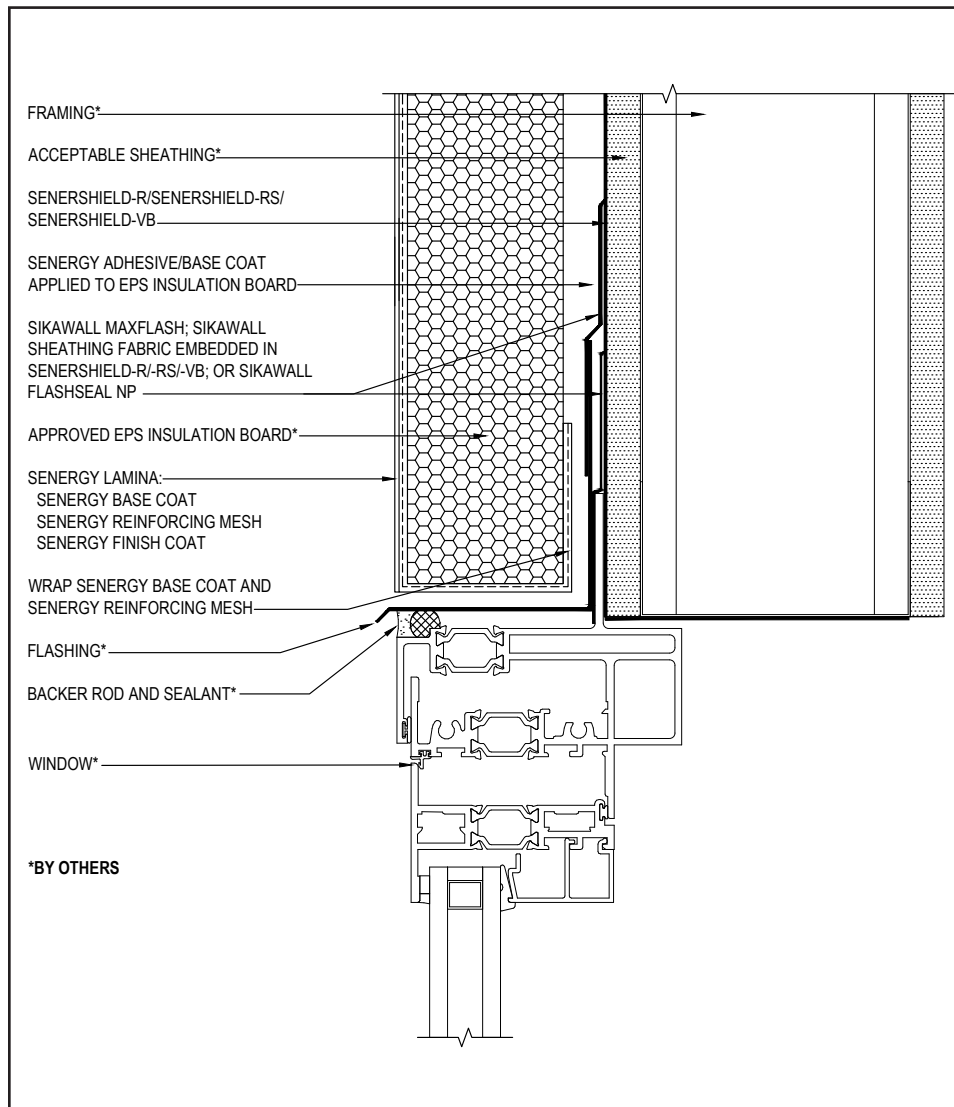 FRAMING*
ACCEPTABLE SHEATHING*
SENERSHIELD-R/SENERSHIELD-RS/
SENERSHIELD-VB
SENERGY ADHESIVE/BASE COAT
APPLIED TO EPS INSULATION BOARD
SIKAWALL MAXFLASH; SIKAWALL
SHEATHING FABRIC EMBEDDED IN
SENERSHIELD-R/-RS/-VB; OR SIKAWALL
FLASHSEAL NP
APPROVED EPS INSULATION BOARD*
SENERGY LAMINA:
SENERGY BASE COAT
SENERGY REINFORCING MESH
SENERGY FINISH COAT
WRAP SENERGY BASE COAT AND
SENERGY REINFORCING MESH
FLASHING*
BACKER ROD AND SEALANT*
WINDOW*
*BY OTHERS